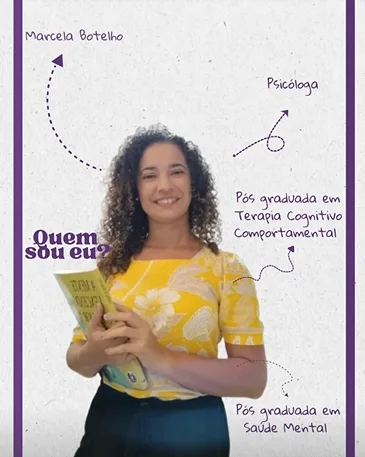 Marcela Botelho
Psicóloga
Pós graduada em
Terapia Cognitivo
Comportamental
Quem
sou eu?
Pós graduada em
Saúde Mental